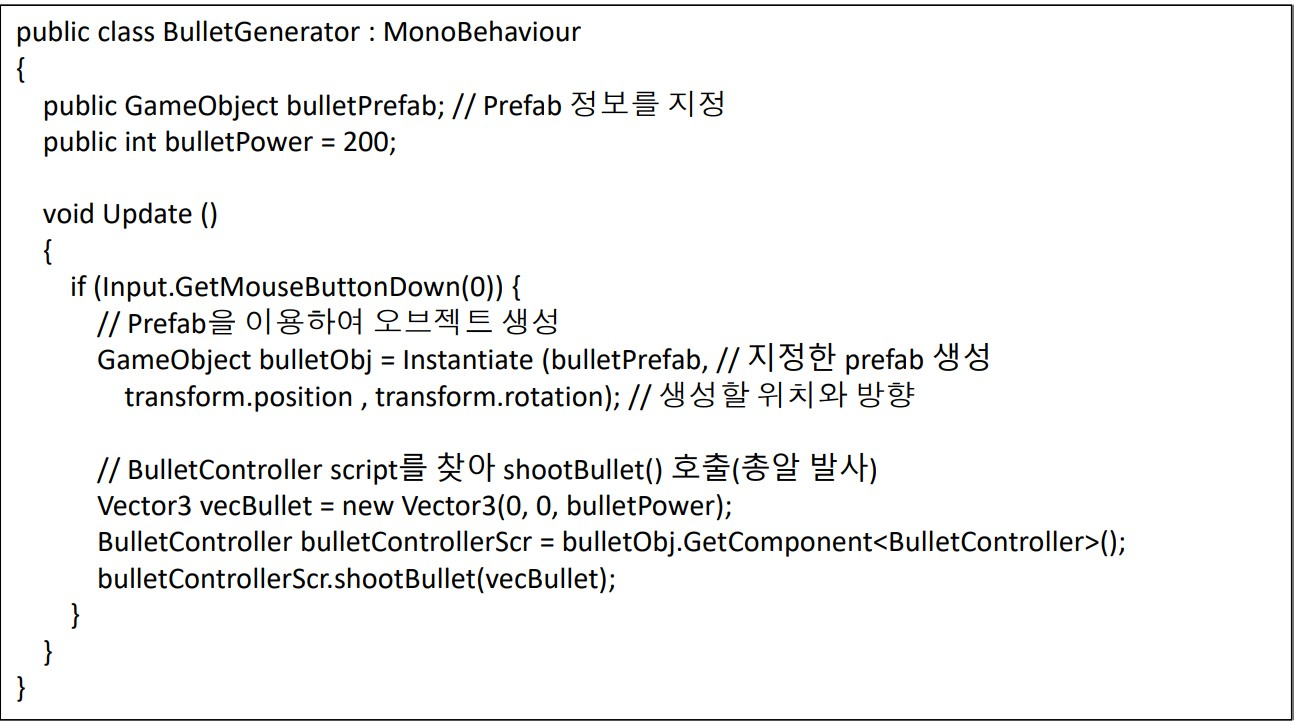 public class BulletGenerator : MonoBehaviour
{
public GameObject bulletPrefab; // Prefab 정보를 지정
public int bulletPower = 200;
void Update ()
{
if (Input.GetMouseButtonDown(0)) {
// Prefab을 이용하여 오브젝트 생성
GameObject bulletObj = Instantiate (bulletPrefab, // 지정한 prefab 생성
transform.position , transform.rotation); // 생성할 위치와 방향
// BulletController script를 찾아 shootBullet() 호출(총알 발사)
Vector3 vecBullet = new Vector3(0, 0, bulletPower);
BulletController bulletControllerScr = bulletObj.GetComponent<BulletController>();
bulletControllerScr.shootBullet(vecBullet);
}
}
}